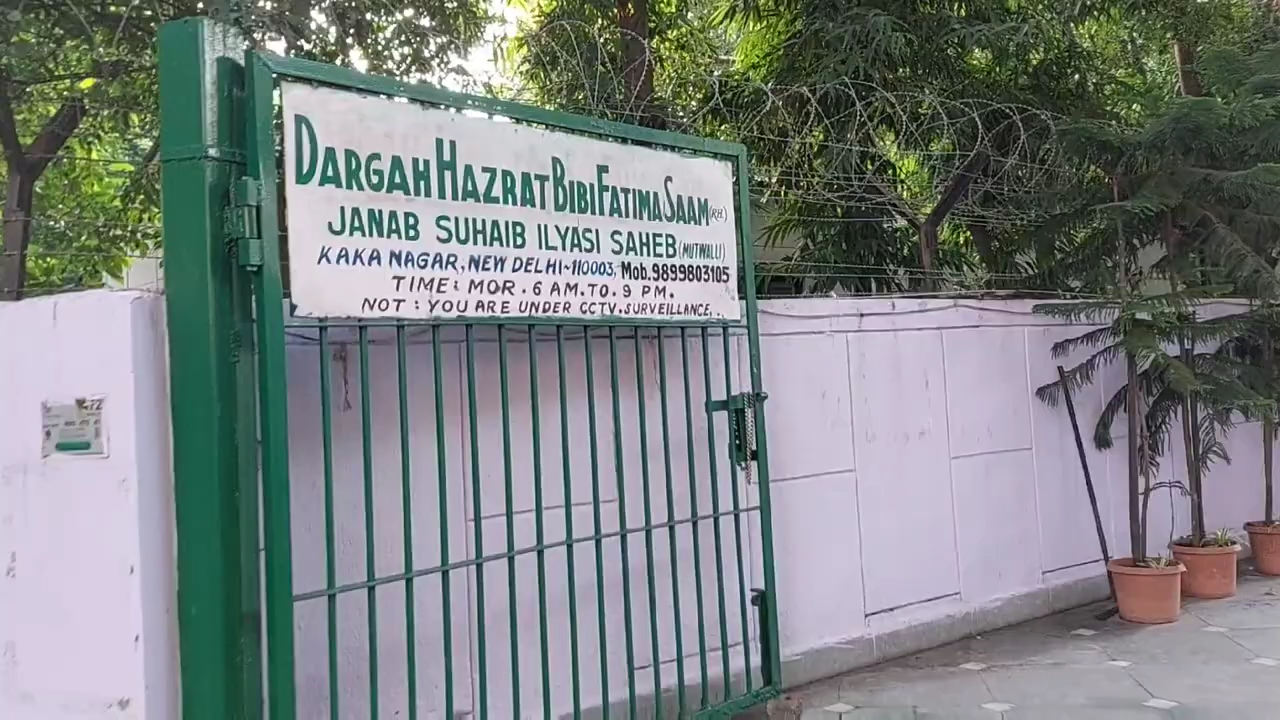 DARGAH HAZRAT BIBI FATIMA SAAM (RH.)
JANAB SUHAIB ILYASI SAHEB (MUTWALLI)
KAKA NAGAR, NEW DELHI~110003, Mob.9899803105
TIME: MOR. 6 AM. TO. 9 PM.
NOT: YOU ARE UNDER CCTV. SURVEILLANCE..